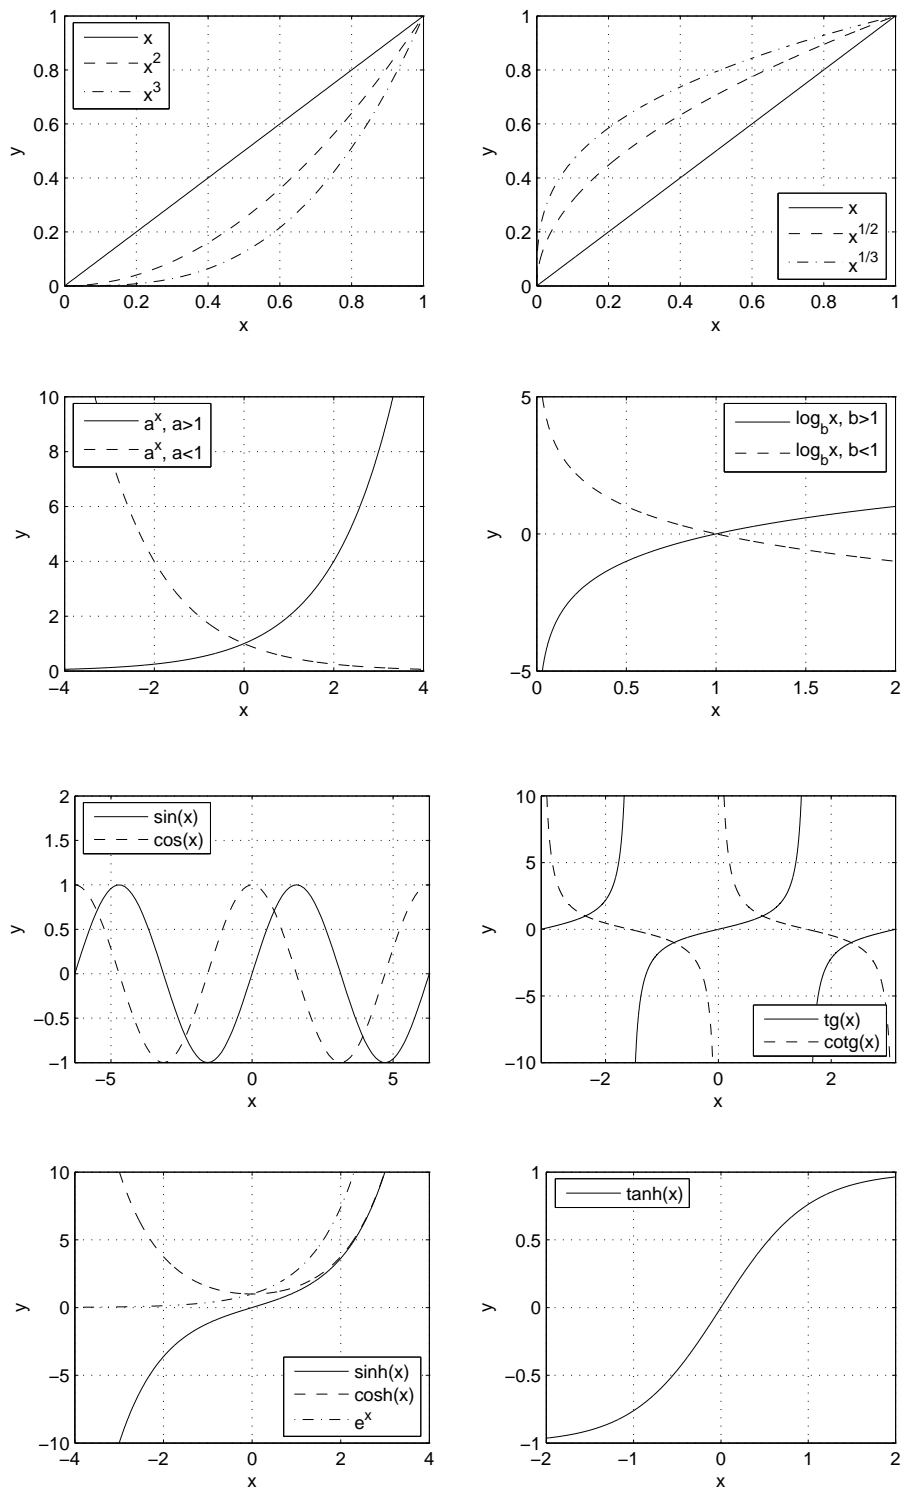 1
0.8
0.6
0.4
0.2
0
y
x
x^2
x^3
0 0.2 0.4 0.6 0.8 1
x
1
0.8
0.6
0.4
0.2
0
y
x
x^{1/2}
x^{1/3}
0 0.2 0.4 0.6 0.8 1
x
10
8
6
4
2
0
y
a^x, a>1
a^x, a<1
−4 −2 0 2 4
x
5
0
−5
y
log_b x, b>1
log_b x, b<1
0 0.5 1 1.5 2
x
2
1.5
1
0.5
0
−0.5
−1
y
sin(x)
cos(x)
−5 0 5
x
10
5
0
−5
−10
y
tg(x)
cotg(x)
−2 0 2
x
10
5
0
−5
−10
y
sinh(x)
cosh(x)
e^x
−4 −2 0 2 4
x
1
0.5
0
−0.5
−1
y
tanh(x)
−2 −1 0 1 2
x